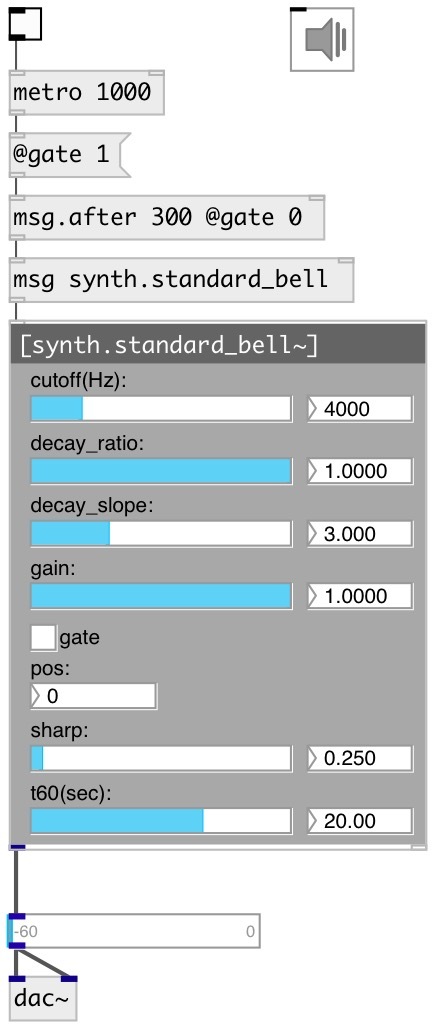 metro 1000
@gate 1
msg.after 300 @gate 0
msg synth.standard_bell
[synth.standard_bell~]
cutoff(Hz):
4000
decay_ratio:
1.0000
decay_slope:
3.000
gain:
1.0000
gate
pos:
0
sharp:
0.250
t60(sec):
20.00
-60 0
dac~